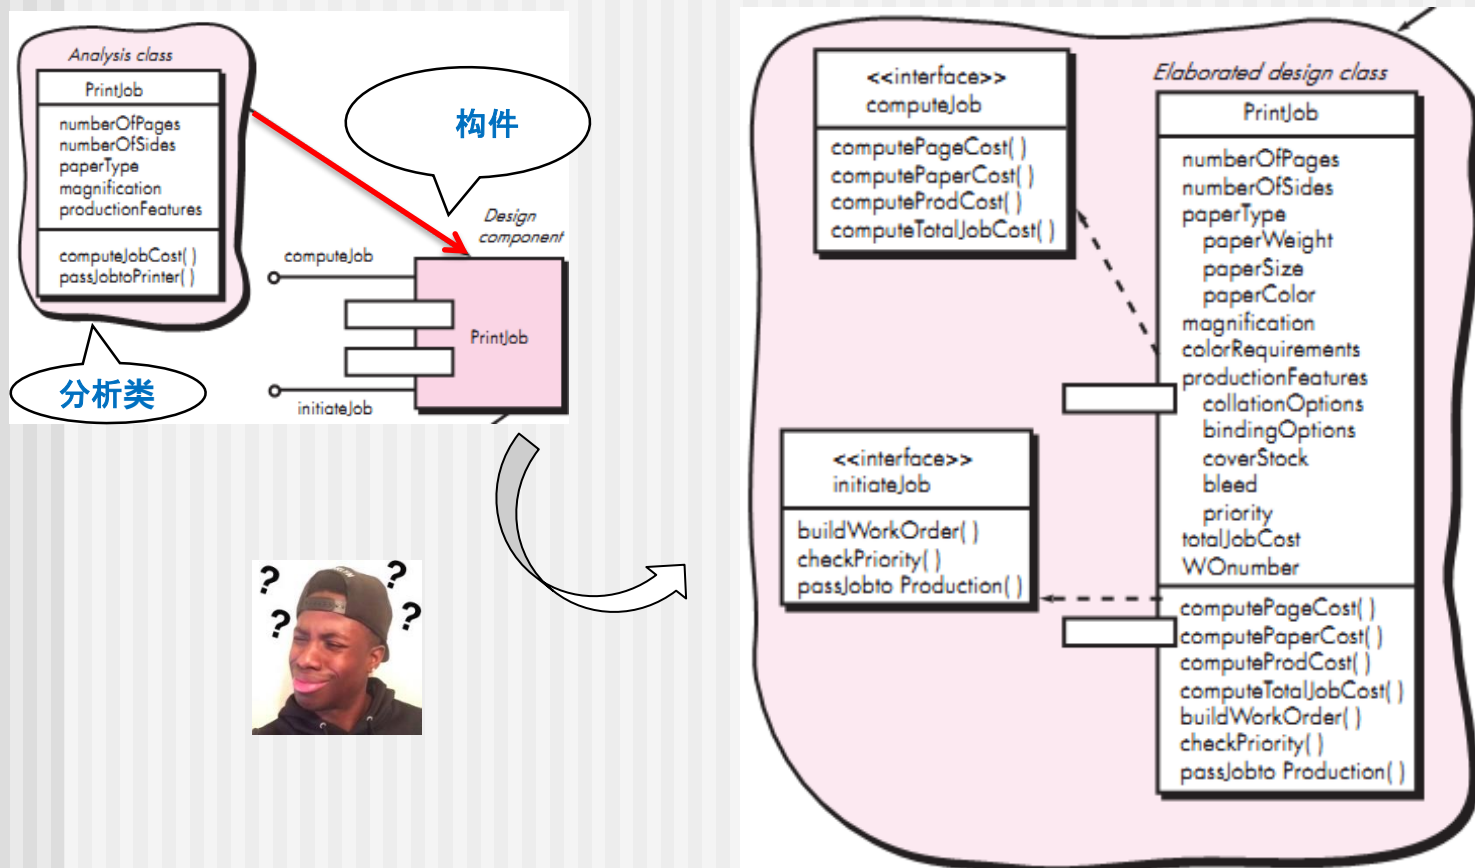 Analysis class
PrintJob
numberOfPages
numberOfSides
paperType
magnification
productionFeatures
computeJobCost( )
passJobtoPrinter( )
分析类
构件
Design
component
computeJob
PrintJob
initiateJob
? ? ? ?
<<interface>>
computeJob
computePageCost( )
computePaperCost( )
computeProdCost( )
computeTotalJobCost( )
<<interface>>
initiateJob
buildWorkOrder( )
checkPriority( )
passJobto Production( )
Elaborated design class
PrintJob
numberOfPages
numberOfSides
paperType
paperWeight
paperSize
paperColor
magnification
colorRequirements
productionFeatures
collationOptions
bindingOptions
coverStock
bleed
priority
totalJobCost
WOnumber
computePageCost( )
computePaperCost( )
computeProdCost( )
computeTotalJobCost( )
buildWorkOrder( )
checkPriority( )
passJobto Production( )